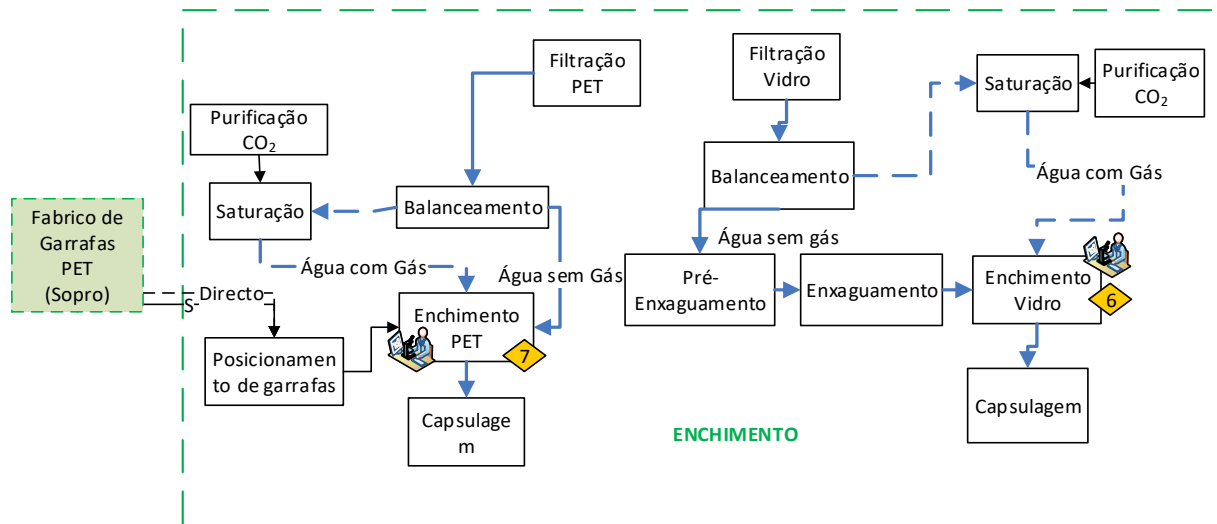 Filtração
PET
Filtração
Vidro
Saturação
Purificação
CO₂
Purificação
CO₂
Balanceamento
Água com Gás
Saturação
Balanceamento
Fabrico de
Garrafas
PET
(Sopro)
Água sem gás
Água com Gás
Água sem Gás
Pré-
Enxaguamento
Enxaguamento
Enchimento
Vidro
6
Directo
S-
Enchimento
PET
7
Posicionamen
to de garrafas
Capsulage
m
Capsulagem
ENCHIMENTO